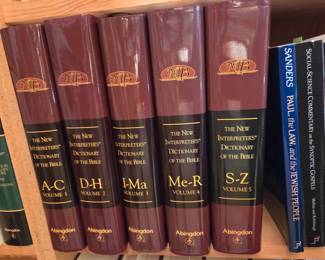 THE NEW
INTERPRETER'S®
DICTIONARY
OF THE BIBLE
A-C
VOLUME 1
Abingdon
THE NEW
INTERPRETER'S®
DICTIONARY
OF THE BIBLE
D-H
VOLUME 2
Abingdon
THE NEW
INTERPRETER'S®
DICTIONARY
OF THE BIBLE
I-Ma
VOLUME 3
Abingdon
THE NEW
INTERPRETER'S®
DICTIONARY
OF THE BIBLE
Me-R
VOLUME 4
Abingdon
THE NEW
INTERPRETER'S®
DICTIONARY
OF THE BIBLE
S-Z
VOLUME 5
Abingdon
SANDERS
PAUL, THE LAW, AND THE JEWISH PEOPLE
SOCIAL-SCIENCE COMMENTARY ON THE SYNOPTIC GOSPELS